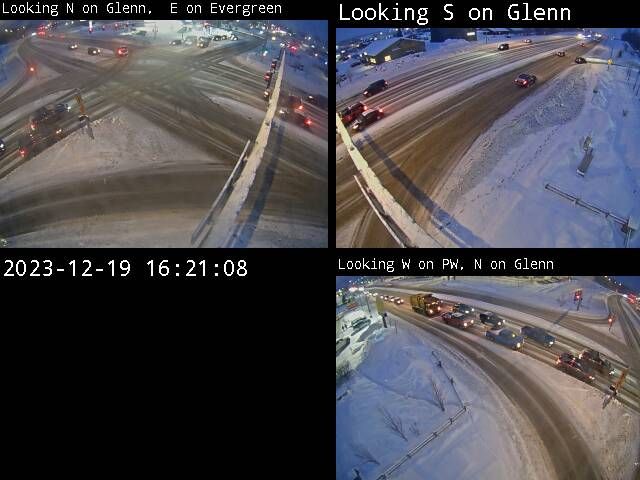 Looking N on Glenn,  E on Evergreen
Looking S on Glenn
2023-12-19 16:21:08
Looking W on PW, N on Glenn